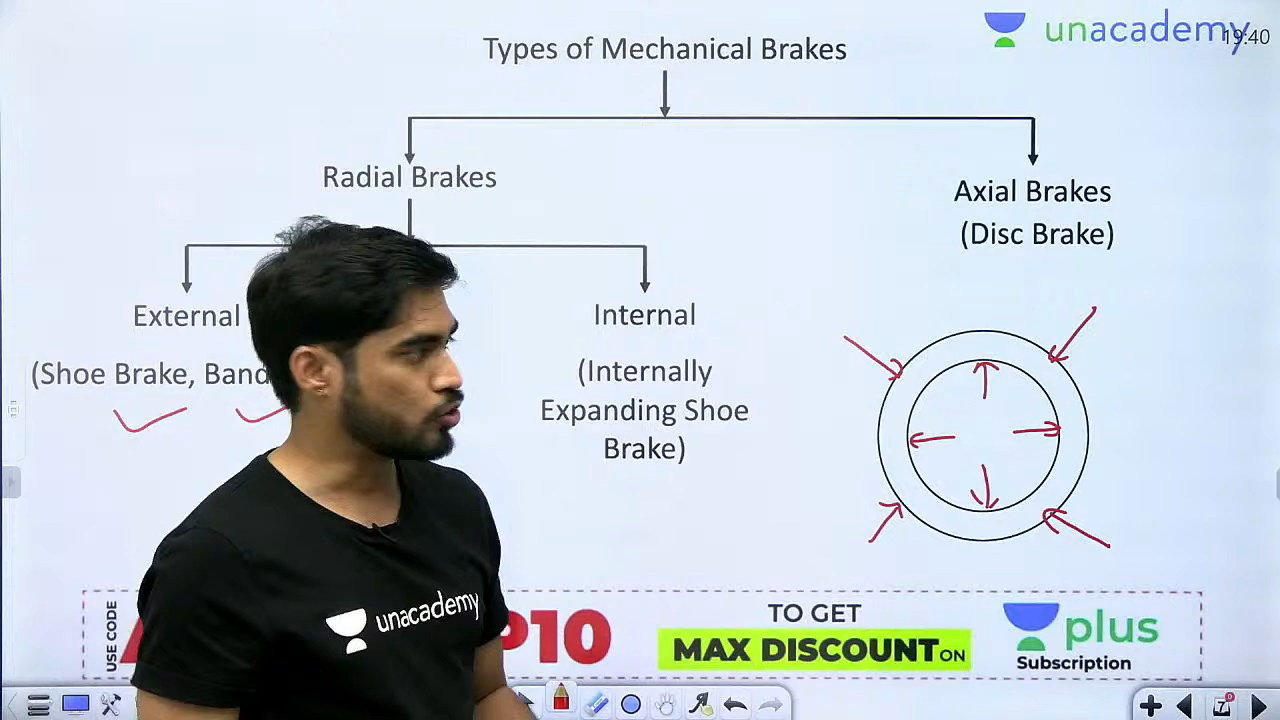 Types of Mechanical Brakes
unacademy
19:40
Radial Brakes
Axial Brakes
(Disc Brake)
External
Internal
(Shoe Brake, Band
(Internally
Expanding Shoe
Brake)
unacademy
USE CODE
P10
TO GET
MAX DISCOUNT ON
plus
Subscription